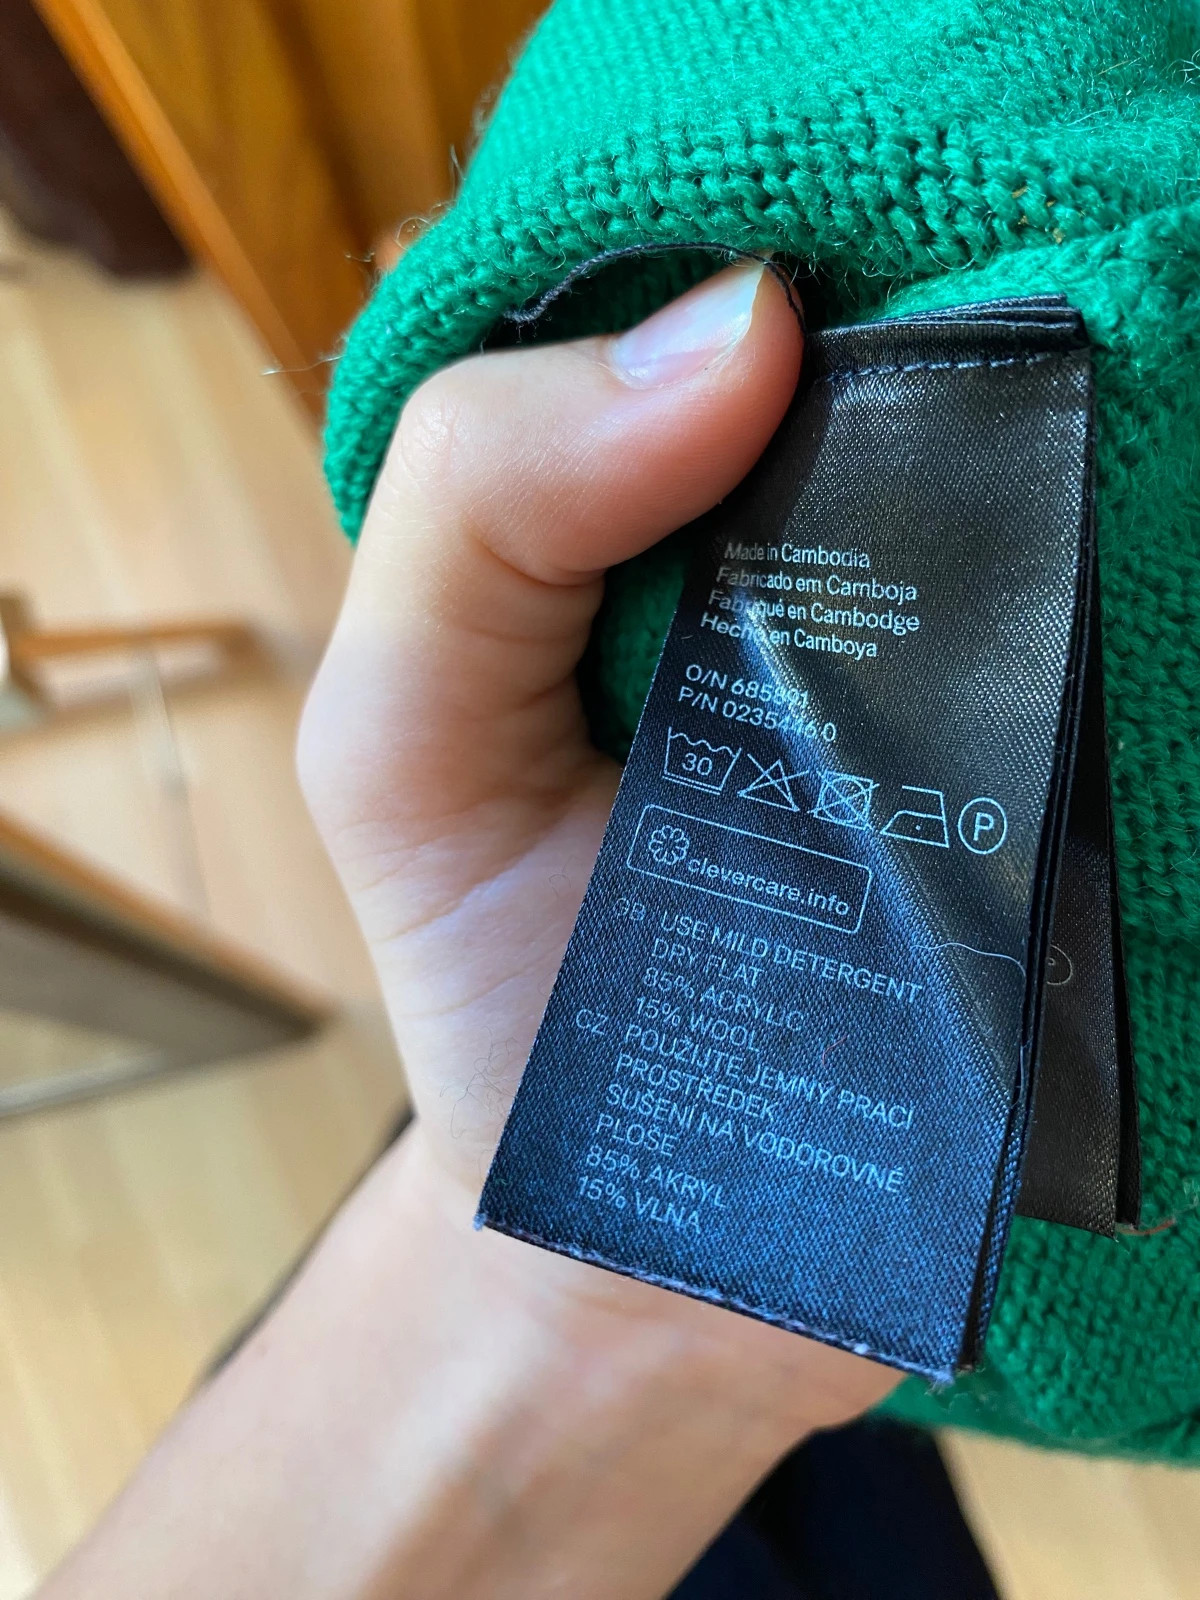 Made in Cambodia
Fabricado em Camboja
Fabriqué en Cambodge
Hecho en Camboya
O/N
P/N
30
P
clevercare.info
GB USE MILD DETERGENT
DRY FLAT
85% ACRYLIC
15% WOOL
CZ POUŽIJTE JEMNÝ PRACÍ
PROSTŘEDEK
SUŠENÍ NA VODOROVNÉ
PLOŠE
85% AKRYL
15% VLNA